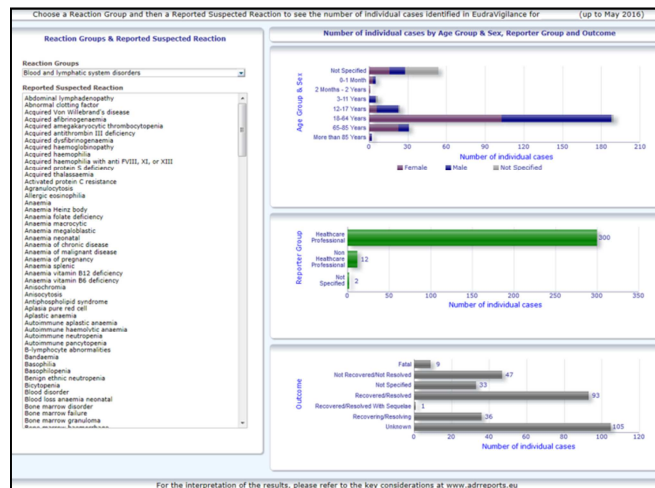 Choose a Reaction Group and then a Reported Suspected Reaction to see the number of individual cases identified in EudraVigilance for (up to May 2016)
Reaction Groups & Reported Suspected Reaction
Reaction Groups
Blood and lymphatic system disorders
Reported Suspected Reaction
Abdominal lymphadenopathy
Abnormal clotting factor
Acquired Von Willebrand's disease
Acquired afibrinogenaemia
Acquired amegakaryocytic thrombocytopenia
Acquired antithrombin III deficiency
Acquired dysfibrinogenaemia
Acquired haemoglobinopathy
Acquired haemophilia
Acquired haemophilia with anti FVIII, XI, or XIII
Acquired protein S deficiency
Acquired thalassaemia
Activated protein C resistance
Agranulocytosis
Allergic eosinophilia
Anaemia
Anaemia Heinz body
Anaemia folate deficiency
Anaemia macrocytic
Anaemia megaloblastic
Anaemia neonatal
Anaemia of chronic disease
Anaemia of malignant disease
Anaemia of pregnancy
Anaemia splenic
Anaemia vitamin B12 deficiency
Anaemia vitamin B6 deficiency
Anisochromia
Anisocytosis
Antiphospholipid syndrome
Aplasia pure red cell
Aplastic anaemia
Autoimmune aplastic anaemia
Autoimmune haemolytic anaemia
Autoimmune neutropenia
Autoimmune pancytopenia
B-lymphocyte abnormalities
Bandaemia
Basophilia
Basophilopenia
Benign ethnic neutropenia
Bicytopenia
Blood disorder
Blood loss anaemia neonatal
Bone marrow disorder
Bone marrow failure
Bone marrow granuloma
Bone marrow haemorrhage
Number of individual cases by Age Group & Sex, Reporter Group and Outcome
Age Group & Sex
Not Specified
0-1 Month
2 Months - 2 Years
3-11 Years
12-17 Years
18-64 Years
65-85 Years
More than 85 Years
0 30 60 90 120 150 180 210
Number of individual cases
Female Male Not Specified
Reporter Group
Healthcare Professional 300
Non Healthcare Professional 12
Not Specified 2
0 50 100 150 200 250 300 350
Number of individual cases
Outcome
Fatal 9
Not Recovered/Not Resolved 47
Not Specified 33
Recovered/Resolved 93
Recovered/Resolved With Sequelae 1
Recovering/Resolving 36
Unknown 105
0 20 40 60 80 100 120
Number of individual cases
For the interpretation of the results, please refer to the key considerations at www.adrreports.eu